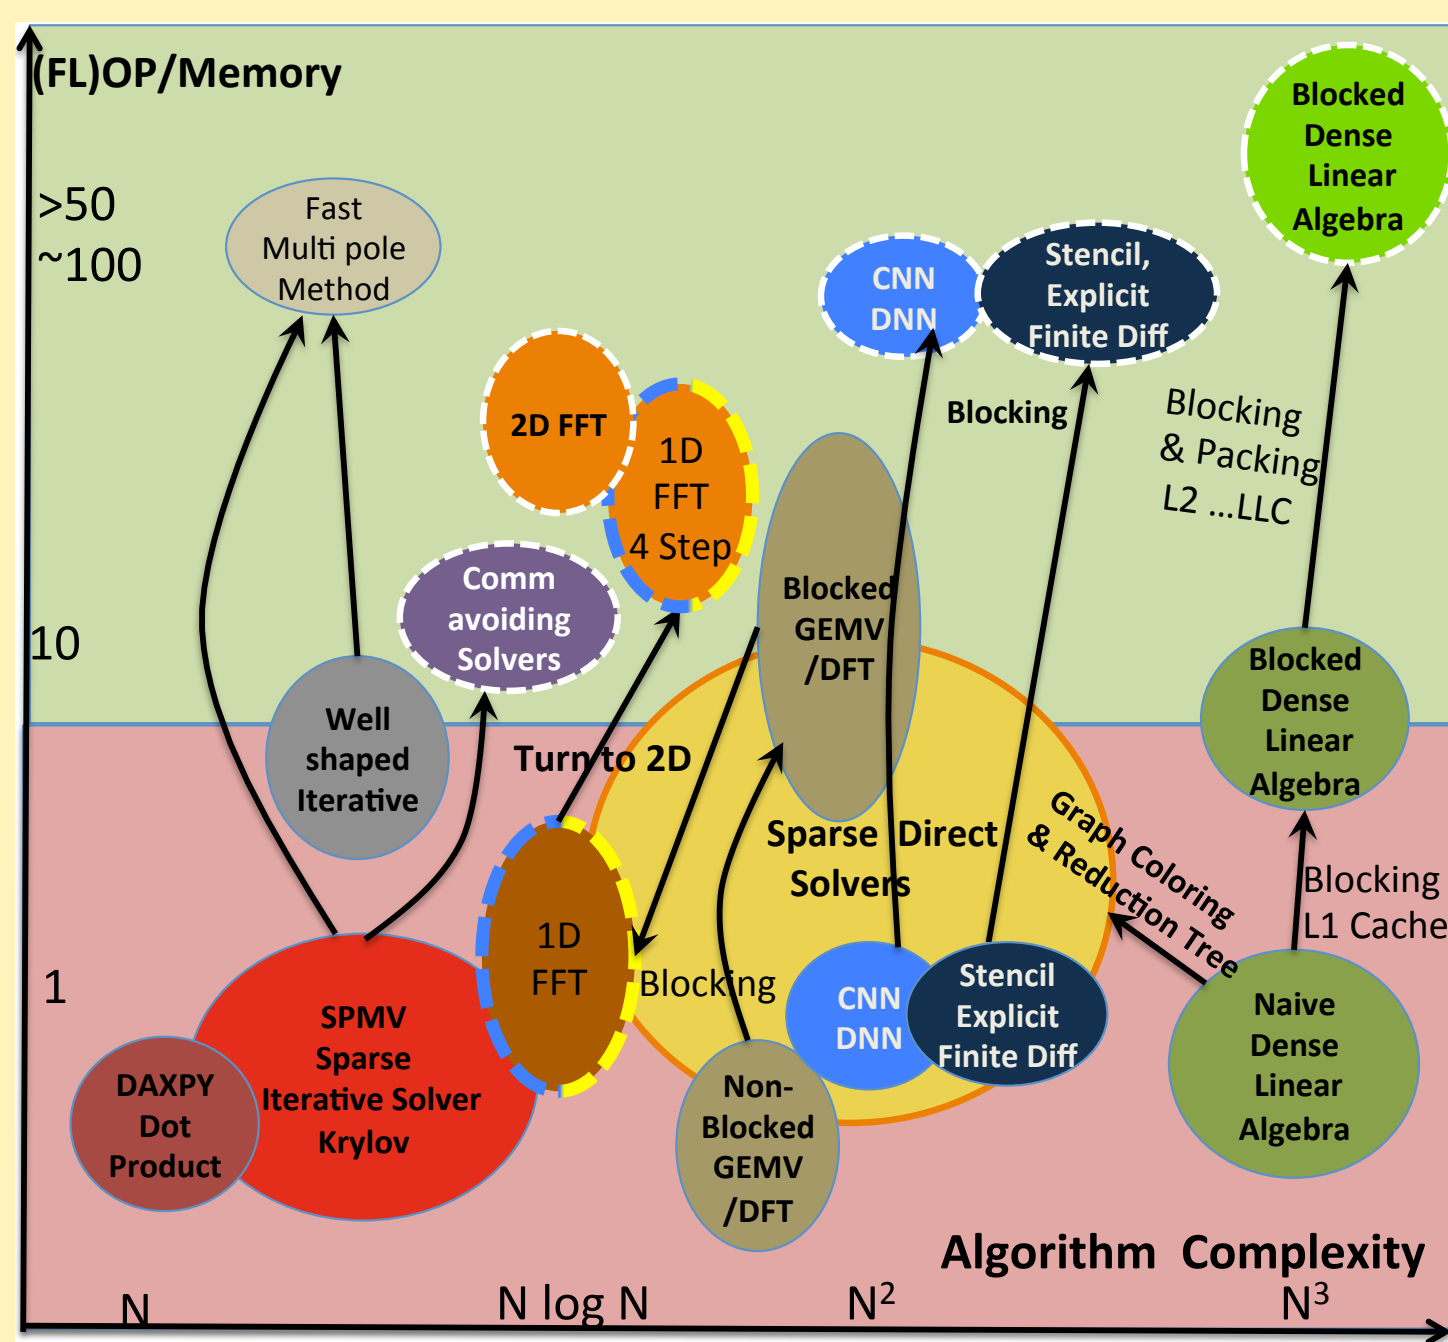 (FL)OP/Memory
>50
~100
10
1
Fast
Multi pole
Method
Blocked
Dense
Linear
Algebra
CNN
DNN
Stencil,
Explicit
Finite Diff
2D FFT
1D
FFT
4 Step
Blocking
Blocking
& Packing
L2 ...LLC
Comm
avoiding
Solvers
Blocked
GEMV
/DFT
Well
shaped
Iterative
Turn to 2D
Blocked
Dense
Linear
Algebra
Sparse Direct
Solvers
Graph Coloring
& Reduction Tree
Blocking
L1 Cache
1D
FFT
Blocking
SPMV
Sparse
Iterative Solver
Krylov
DAXPY
Dot
Product
Non-
Blocked
GEMV
/DFT
CNN
DNN
Stencil
Explicit
Finite Diff
Naive
Dense
Linear
Algebra
Algorithm Complexity
N
N log N
N²
N³